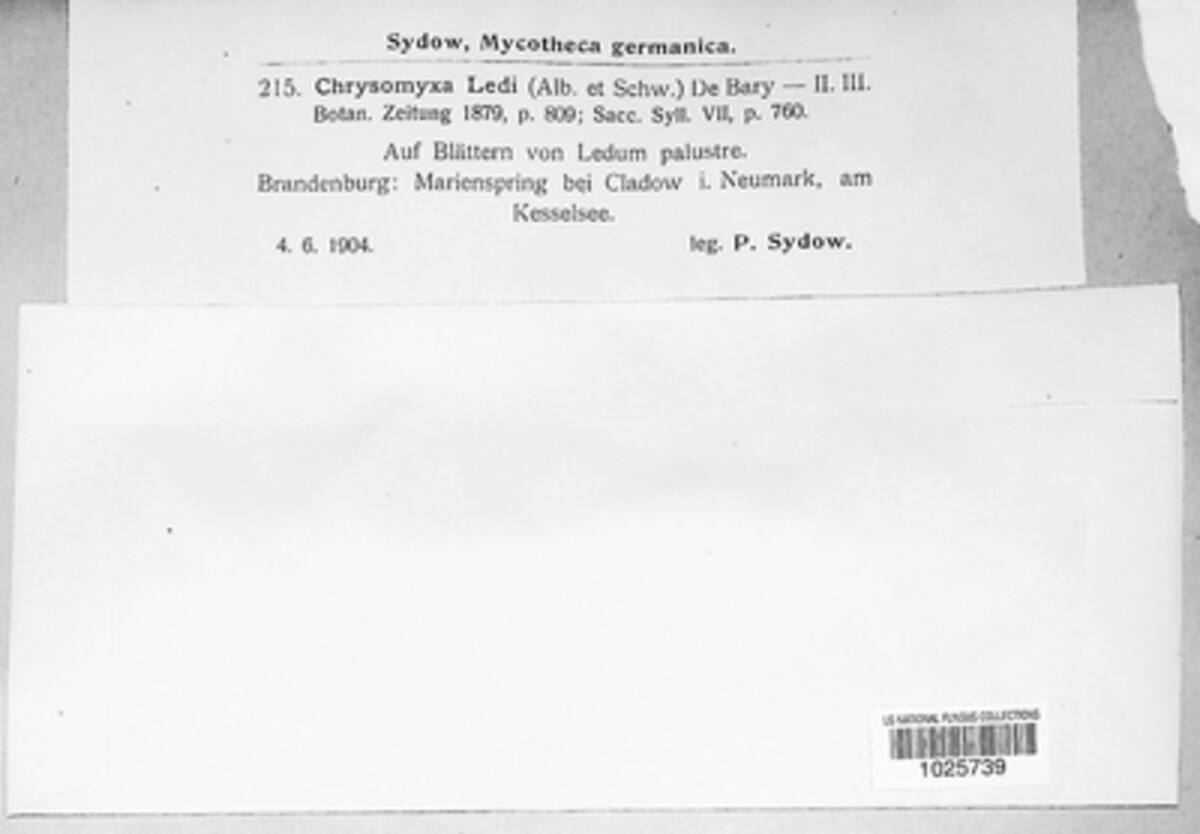 Sydow, Mycotheca germanica.
215. Chrysomyxa Ledi (Alb. et Schw.) De Bary — II. III.
Botan. Zeitung 1879, p. 809; Sacc. Syll. VII, p. 760.
Auf Blättern von Ledum palustre.
Brandenburg: Marienspring bei Cladow i. Neumark, am
Kesselsee.
4. 6. 1904. leg. P. Sydow.
US NATIONAL FUNGUS COLLECTIONS
1025739